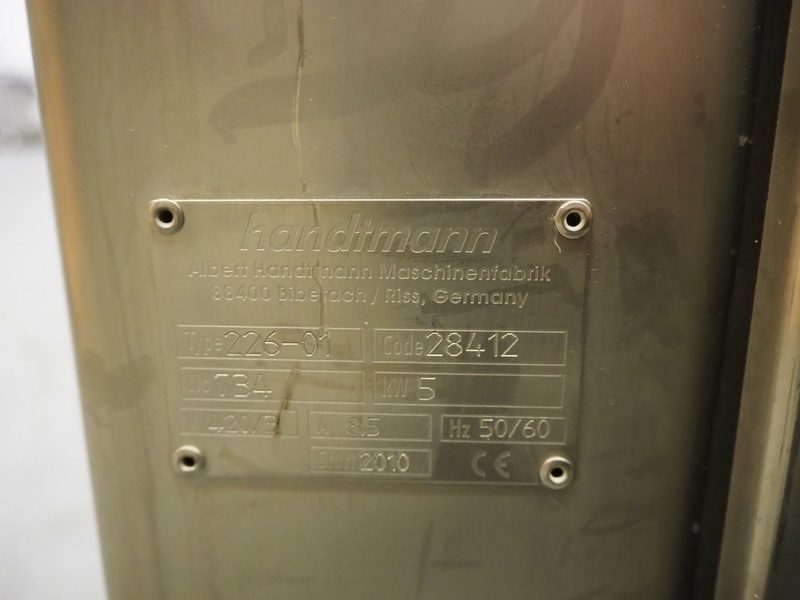 handtmann
Albert Handtmann Maschinenfabrik
88400 Biberach / Riss, Germany
Type 226-01 Code 28412
No 734 kW 5
420/3 A 8.5 Hz 50/60
2010 CE